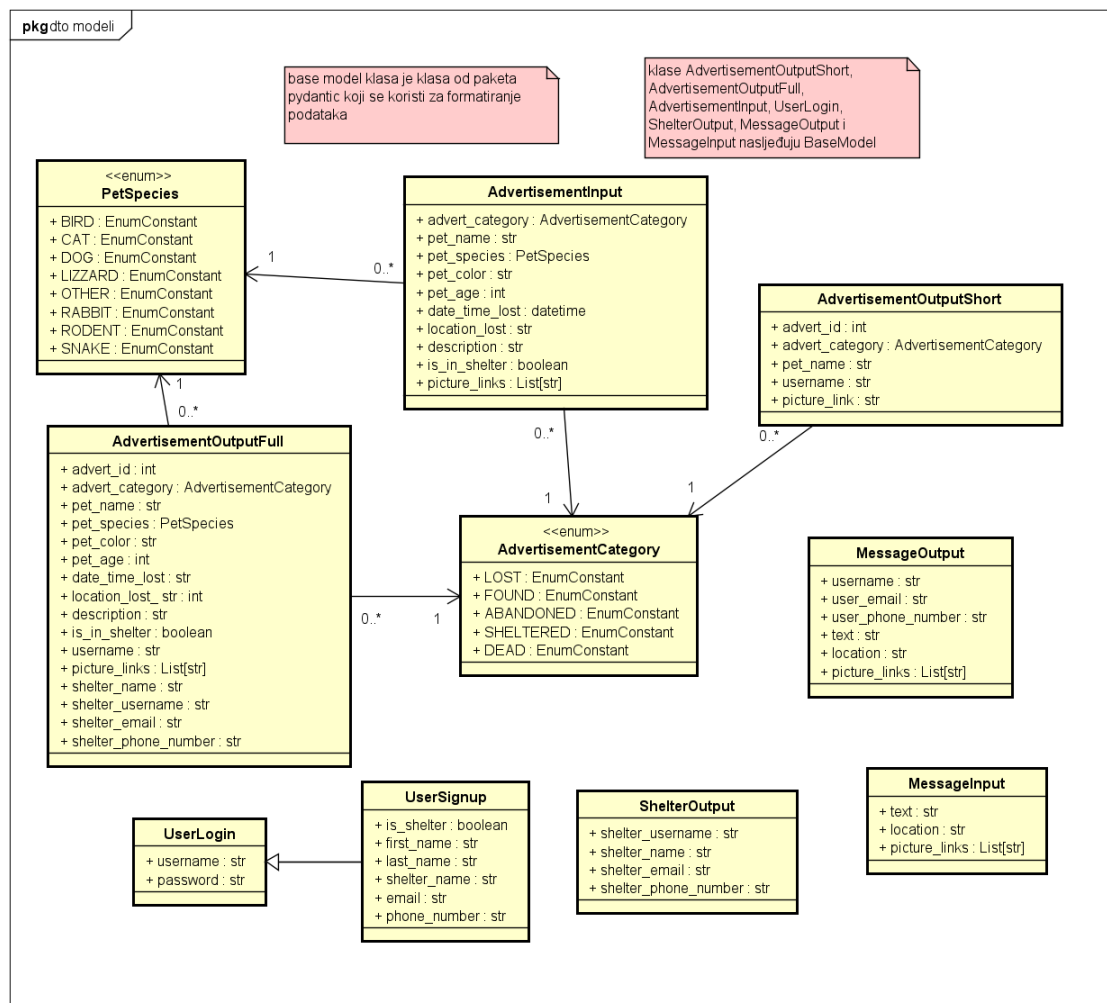 pkg dto modeli
base model klasa je klasa od paketa
pydantic koji se koristi za formatiranje
podataka
klase AdvertisementOutputShort,
AdvertisementOutputFull,
AdvertisementInput, UserLogin,
ShelterOutput, MessageOutput i
MessageInput nasljeđuju BaseModel
<<enum>>
PetSpecies
+ BIRD : EnumConstant
+ CAT : EnumConstant
+ DOG : EnumConstant
+ LIZZARD : EnumConstant
+ OTHER : EnumConstant
+ RABBIT : EnumConstant
+ RODENT : EnumConstant
+ SNAKE : EnumConstant
1
0..*
AdvertisementInput
+ advert_category : AdvertisementCategory
+ pet_name : str
+ pet_species : PetSpecies
+ pet_color : str
+ pet_age : int
+ date_time_lost : datetime
+ location_lost : str
+ description : str
+ is_in_shelter : boolean
+ picture_links : List[str]
AdvertisementOutputShort
+ advert_id : int
+ advert_category : AdvertisementCategory
+ pet_name : str
+ username : str
+ picture_link : str
1
0..*
0..*
1
0..*
1
AdvertisementOutputFull
+ advert_id : int
+ advert_category : AdvertisementCategory
+ pet_name : str
+ pet_species : PetSpecies
+ pet_color : str
+ pet_age : int
+ date_time_lost : str
+ location_lost_ str : int
+ description : str
+ is_in_shelter : boolean
+ username : str
+ picture_links : List[str]
+ shelter_name : str
+ shelter_username : str
+ shelter_email : str
+ shelter_phone_number : str
0..*
1
<<enum>>
AdvertisementCategory
+ LOST : EnumConstant
+ FOUND : EnumConstant
+ ABANDONED : EnumConstant
+ SHELTERED : EnumConstant
+ DEAD : EnumConstant
MessageOutput
+ username : str
+ user_email : str
+ user_phone_number : str
+ text : str
+ location : str
+ picture_links : List[str]
UserLogin
+ username : str
+ password : str
UserSignup
+ is_shelter : boolean
+ first_name : str
+ last_name : str
+ shelter_name : str
+ email : str
+ phone_number : str
ShelterOutput
+ shelter_username : str
+ shelter_name : str
+ shelter_email : str
+ shelter_phone_number : str
MessageInput
+ text : str
+ location : str
+ picture_links : List[str]